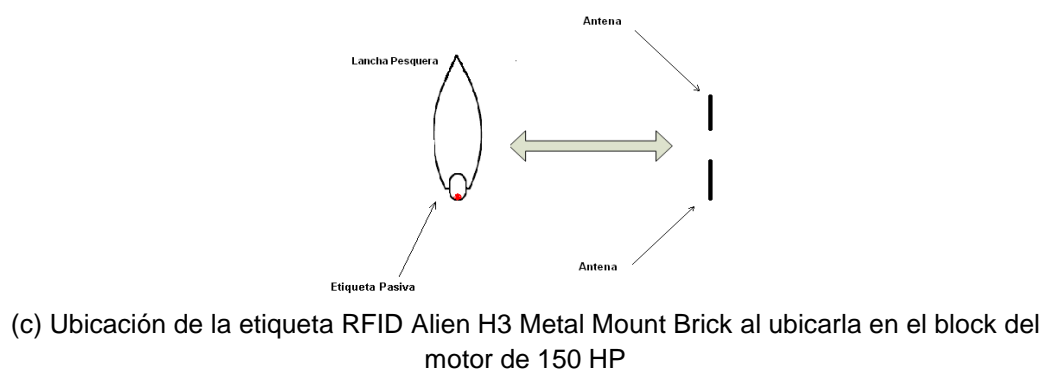 Antena
Lancha Pesquera
Antena
Etiqueta Pasiva
(c) Ubicación de la etiqueta RFID Alien H3 Metal Mount Brick al ubicarla en el block del
motor de 150 HP